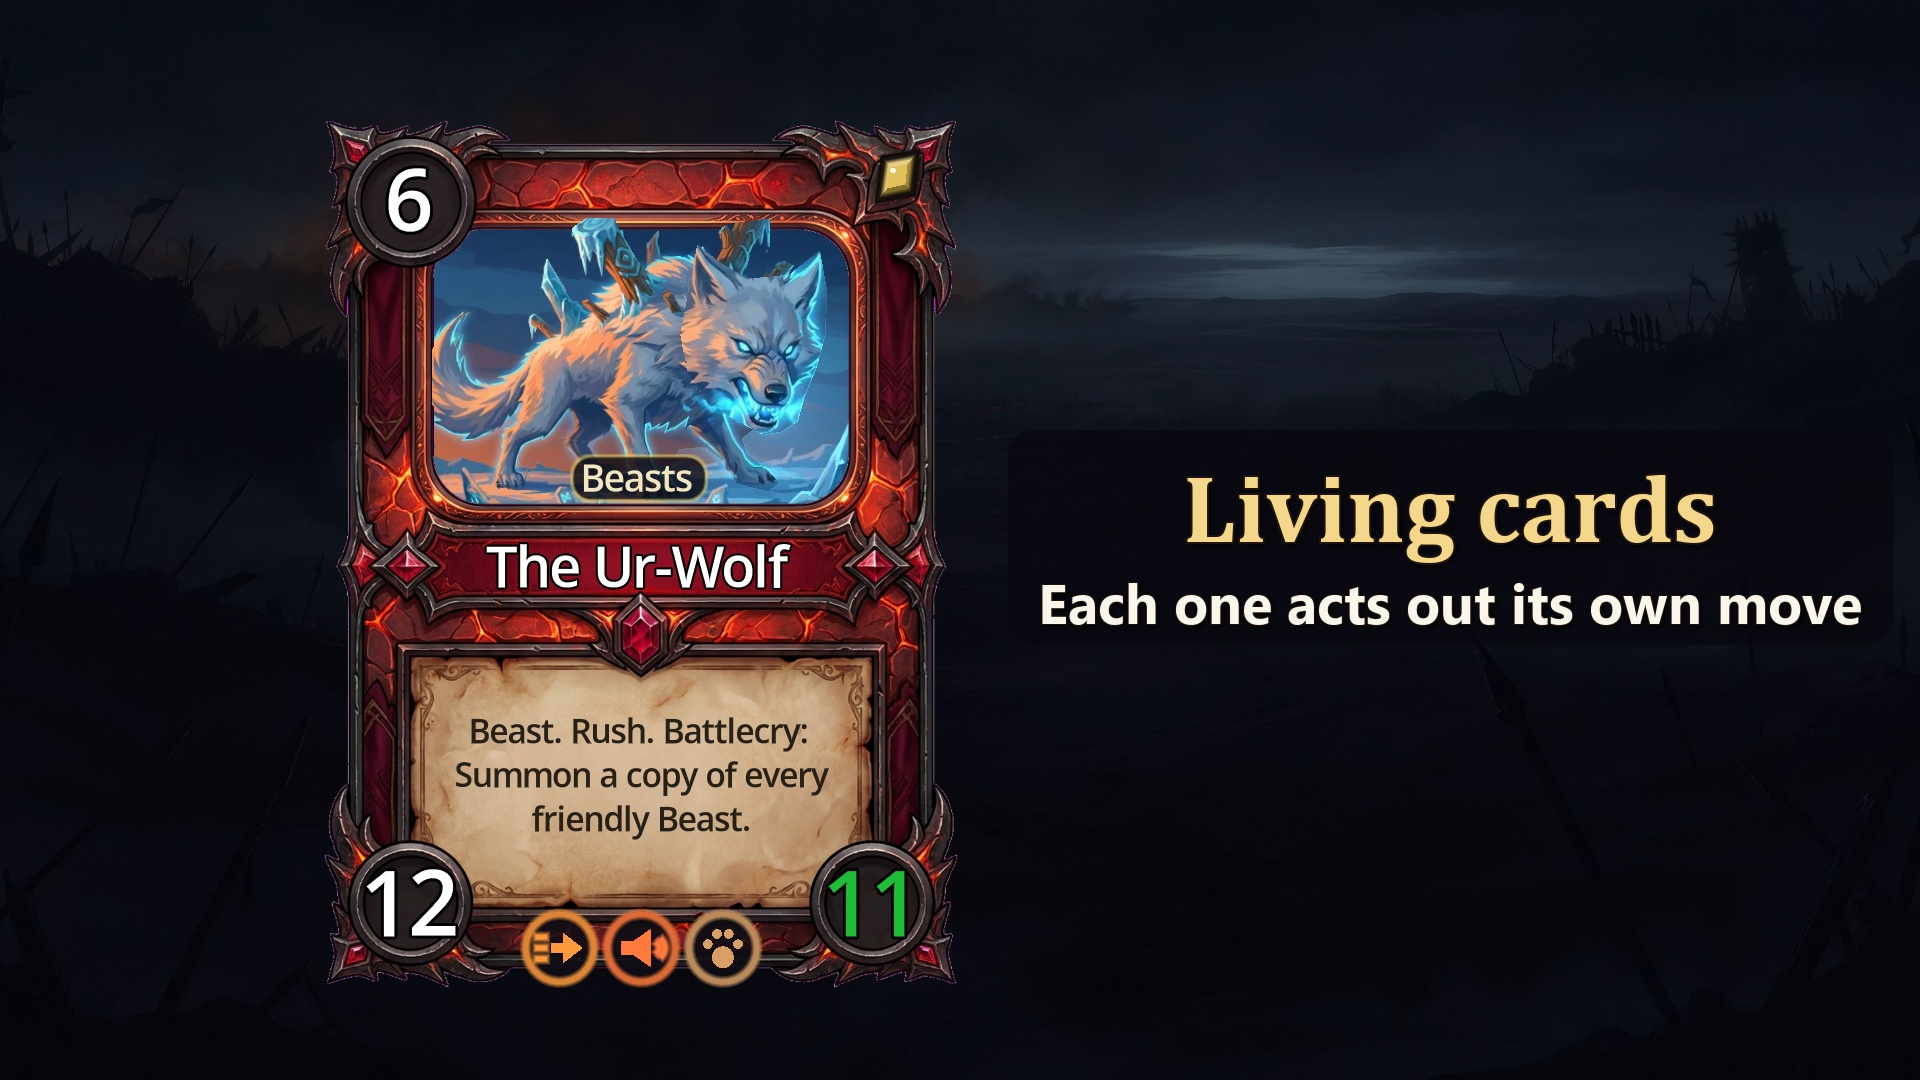 6
Beasts
The Ur-Wolf
Beast. Rush. Battlecry:
Summon a copy of every
friendly Beast.
12
11
Living cards
Each one acts out its own move